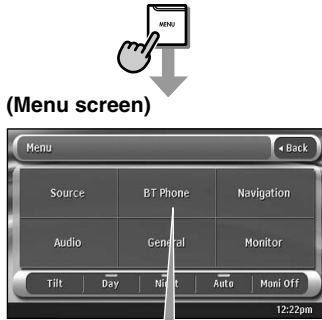 MENU
(Menu screen)
Menu ◂ Back
Source BT Phone Navigation
Audio General Monitor
Tilt Day Night Auto Moni Off
12:22pm